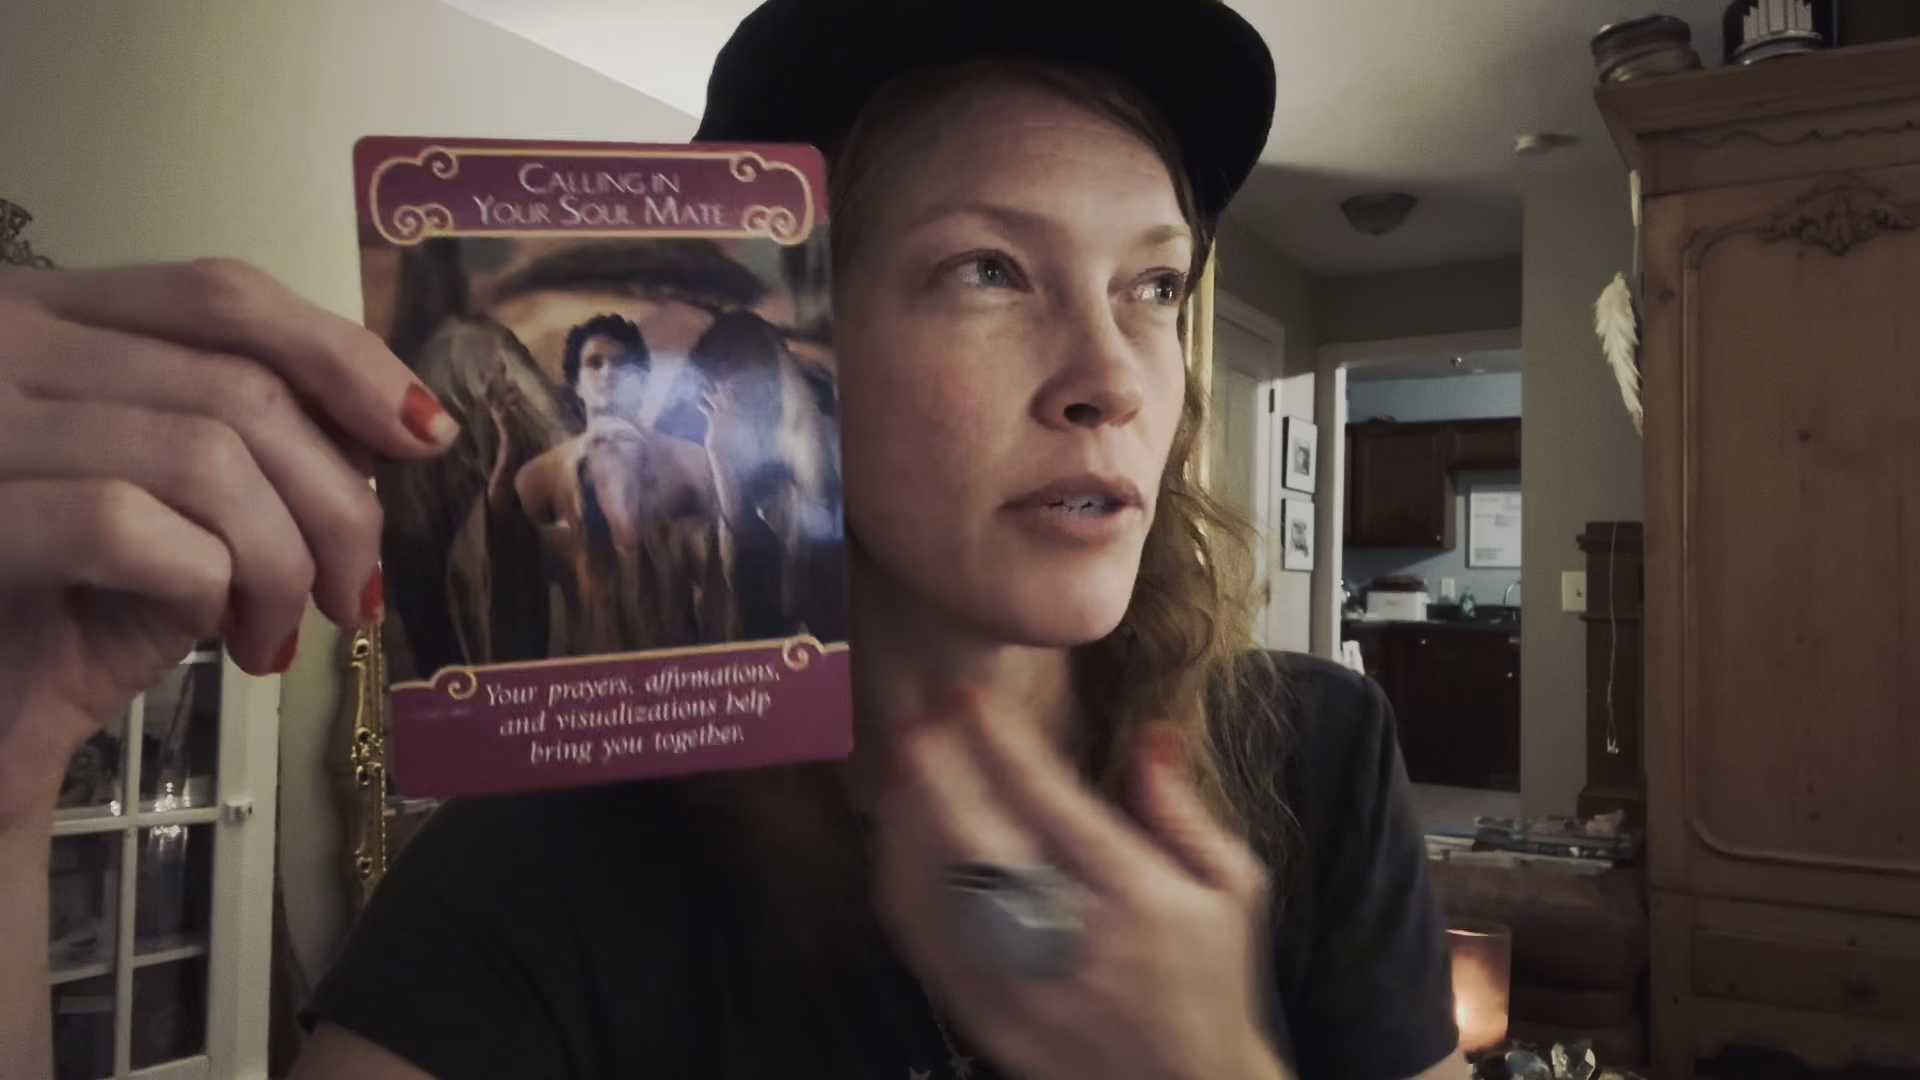 CALLING IN
YOUR SOUL MATE
Your prayers, affirmations,
and visualizations help
bring you together.